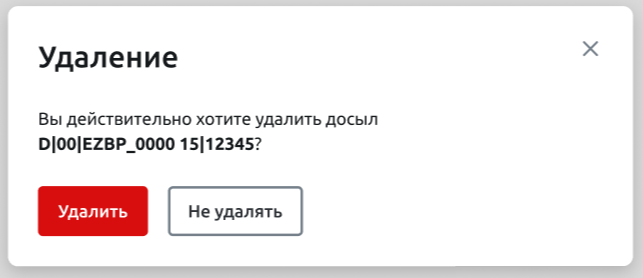 Удаление
Вы действительно хотите удалить досыл
D|00|EZBP_0000 15|12345?
Удалить
Не удалять